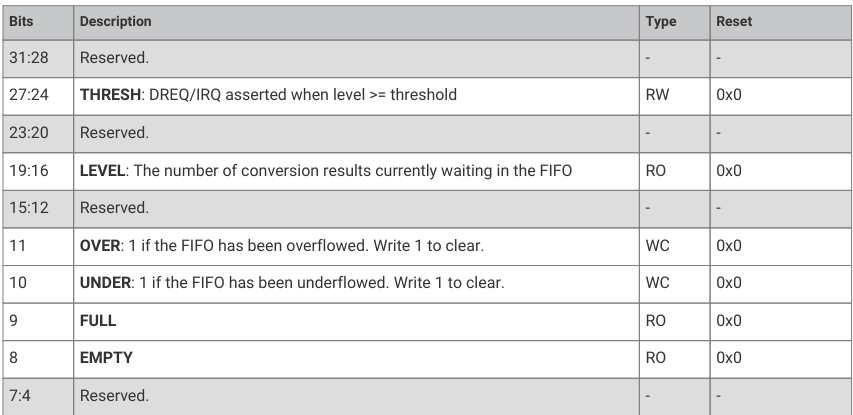 Bits Description Type Reset
31:28 Reserved. - -
27:24 THRESH: DREQ/IRQ asserted when level >= threshold RW 0x0
23:20 Reserved. - -
19:16 LEVEL: The number of conversion results currently waiting in the FIFO RO 0x0
15:12 Reserved. - -
11 OVER: 1 if the FIFO has been overflowed. Write 1 to clear. WC 0x0
10 UNDER: 1 if the FIFO has been underflowed. Write 1 to clear. WC 0x0
9 FULL RO 0x0
8 EMPTY RO 0x0
7:4 Reserved. - -